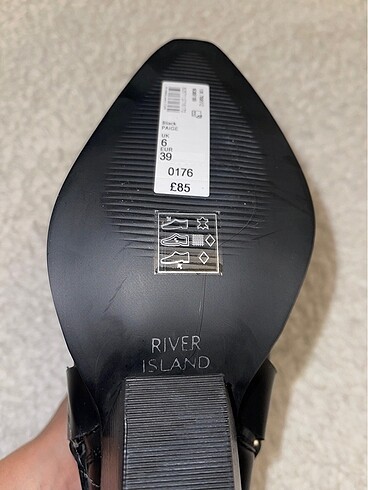 Black
PAIGE
UK
6
EUR
39
0176
£85
RIVER
ISLAND